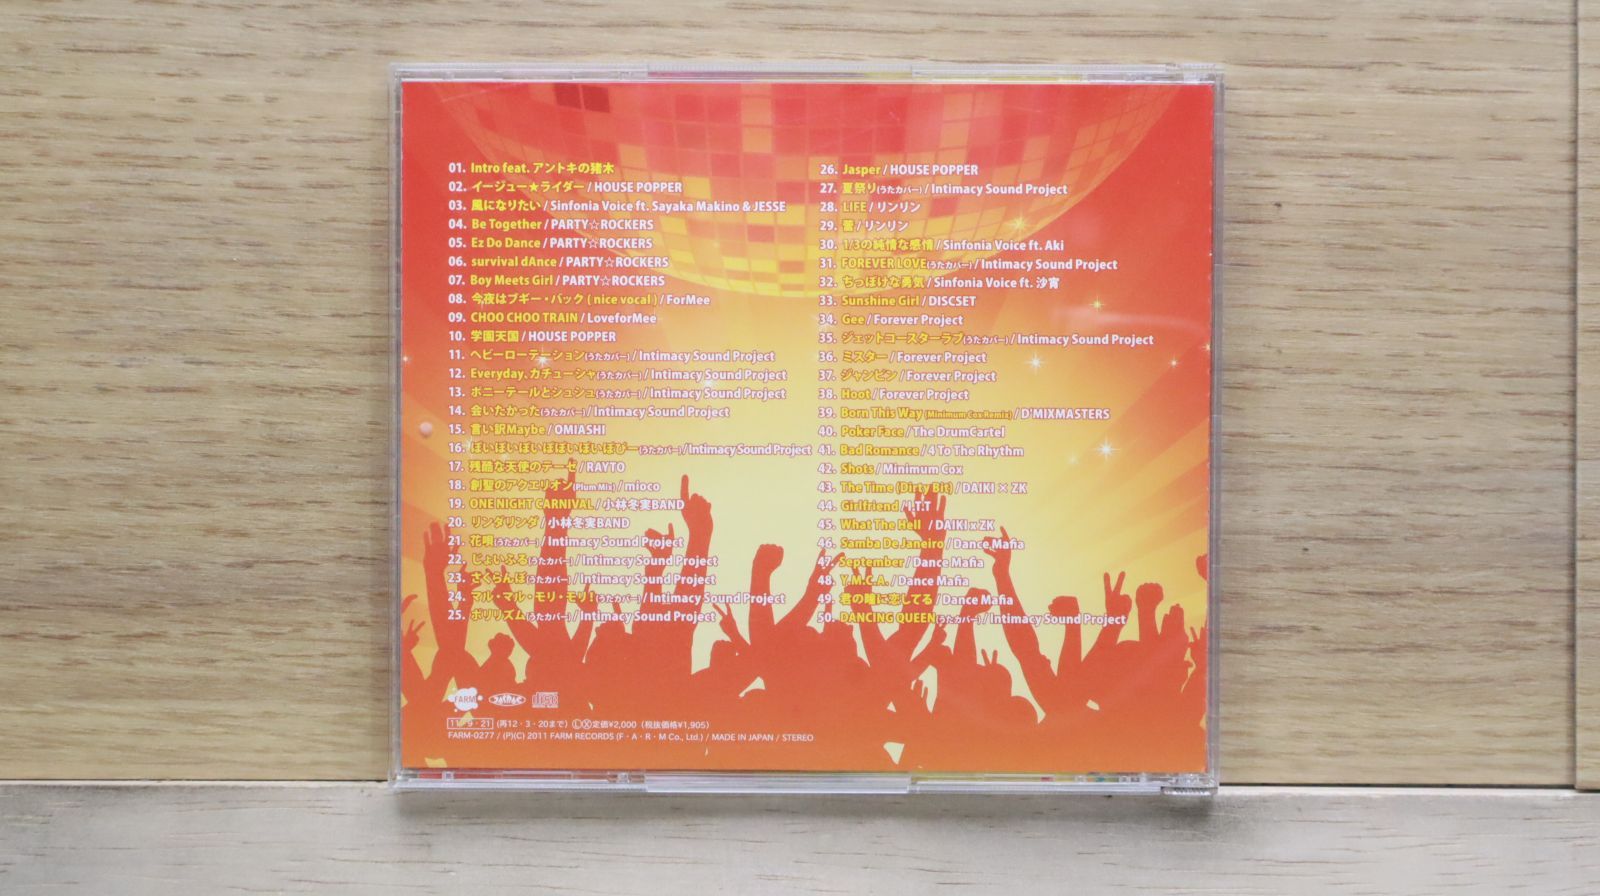 01. Intro feat. アントキの猪木
02. イージュー★ライダー / HOUSE POPPER
03. 風になりたい / Sinfonia Voice ft. Sayaka Makino & JESSE
04. Be Together / PARTY☆ROCKERS
05. Ez Do Dance / PARTY☆ROCKERS
06. survival dAnce / PARTY☆ROCKERS
07. Boy Meets Girl / PARTY☆ROCKERS
08. 今夜はブギー・バック ( nice vocal ) / ForMee
09. CHOO CHOO TRAIN / LoveforMee
10. 学園天国 / HOUSE POPPER
11. ヘビーローテーション(うたカバー) / Intimacy Sound Project
12. Everyday、カチューシャ(うたカバー) / Intimacy Sound Project
13. ポニーテールとシュシュ(うたカバー) / Intimacy Sound Project
14. 会いたかった(うたカバー) / Intimacy Sound Project
15. 言い訳Maybe / OMIASHI
16. ぽいぽいぽいぽぽいぽいぽぴー(うたカバー) / Intimacy Sound Project
17. 残酷な天使のテーゼ / RAYTO
18. 創聖のアクエリオン(Plum Mix) / mioco
19. ONE NIGHT CARNIVAL / 小林冬実BAND
20. リンダリンダ / 小林冬実BAND
21. 花唄(うたカバー) / Intimacy Sound Project
22. じょいふる(うたカバー) / Intimacy Sound Project
23. さくらんぼ(うたカバー) / Intimacy Sound Project
24. マル・マル・モリ・モリ！(うたカバー) / Intimacy Sound Project
25. ポリリズム(うたカバー) / Intimacy Sound Project
26. Jasper / HOUSE POPPER
27. 夏祭り(うたカバー) / Intimacy Sound Project
28. LIFE / リンリン
29. 蕾 / リンリン
30. 1/3の純情な感情 / Sinfonia Voice ft. Aki
31. FOREVER LOVE(うたカバー) / Intimacy Sound Project
32. ちっぽけな勇気 / Sinfonia Voice ft. 沙宵
33. Sunshine Girl / DISCSET
34. Gee / Forever Project
35. ジェットコースターラブ(うたカバー) / Intimacy Sound Project
36. ミスター / Forever Project
37. ジャンピン / Forever Project
38. Hoot / Forever Project
39. Born This Way (Minimum Cox Remix) / D'MIXMASTERS
40. Poker Face / The DrumCartel
41. Bad Romance / 4 To The Rhythm
42. Shots / Minimum Cox
43. The Time (Dirty Bit) / DAIKI × ZK
44. Girlfriend / I.T.T
45. What The Hell / DAIKI x ZK
46. Samba De Janeiro / Dance Mafia
47. September / Dance Mafia
48. Y.M.C.A. / Dance Mafia
49. 君の瞳に恋してる / Dance Mafia
50. DANCING QUEEN(うたカバー) / Intimacy Sound Project
FARM
11・9・21 (再12・3・20まで) Ⓛ Ⓧ 定価¥2,000 (税抜価格¥1,905)
FARM-0277 / (P)(C) 2011 FARM RECORDS (F・A・R・M Co., Ltd.) / MADE IN JAPAN / STEREO